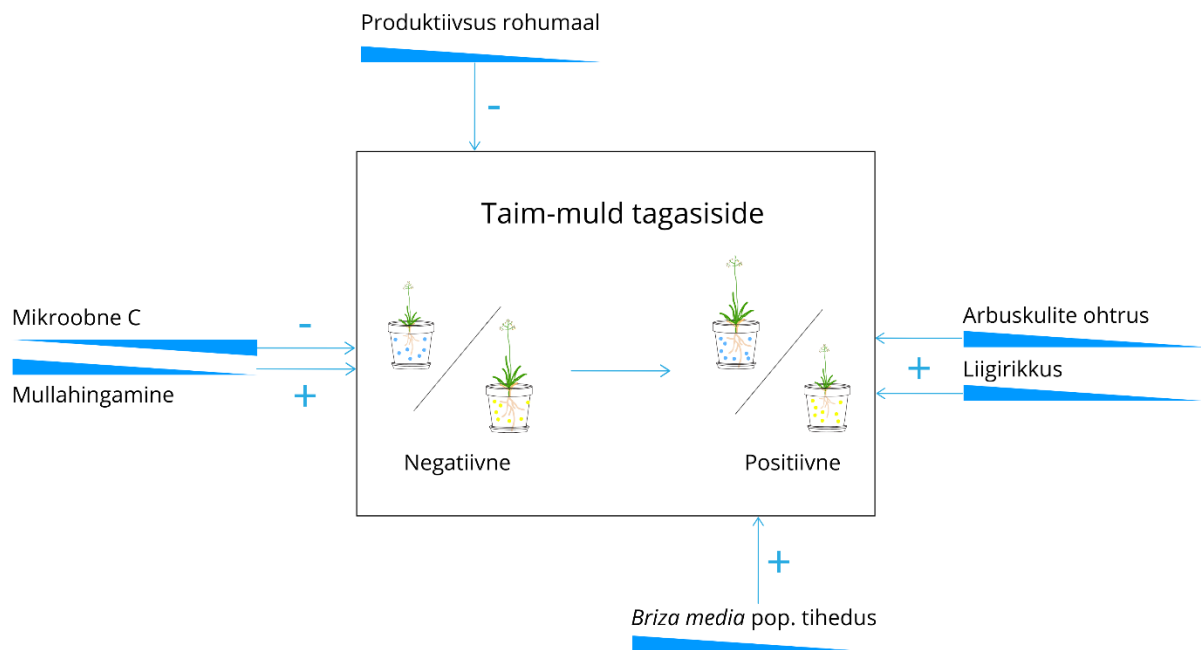 Produktiivsus rohumaal
-
Taim-muld tagasiside
Mikroobne C
-
Mullahingamine
+
Negatiivne
Positiivne
Arbuskulite ohtrus
+
Liigirikkus
+
Briza media pop. tihedus